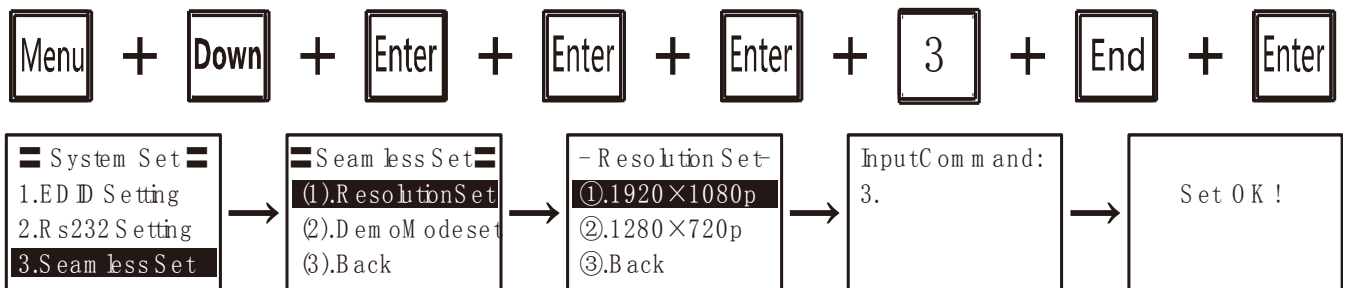 Menu + Down + Enter + Enter + Enter + 3 + End + Enter
= System Set =
1.EDID Setting
2.Rs232 Setting
3.Seamless Set
= Seamless Set =
(1).ResolutionSet
(2).DemoModeset
(3).Back
-Resolution Set-
①.1920×1080p
②.1280×720p
③.Back
InputCommand:
3.
Set OK!